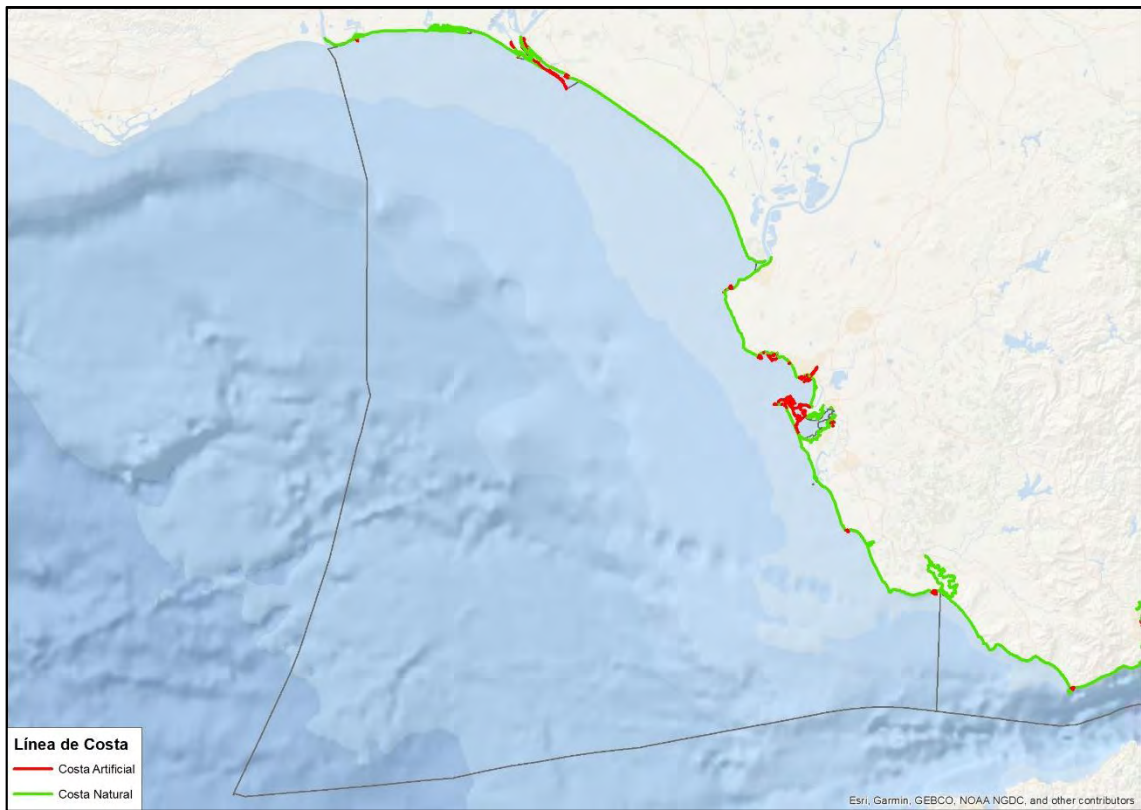 Línea de Costa
Costa Artificial
Costa Natural
Esri, Garmin, GEBCO, NOAA NGDC, and other contributors